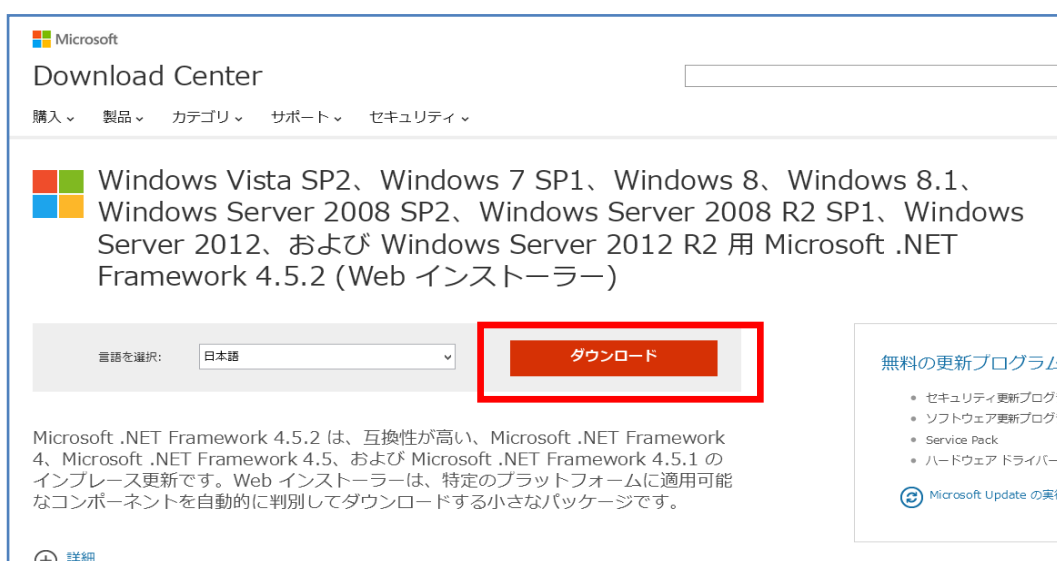 Microsoft
Download Center
購入 製品 カテゴリ サポート セキュリティ
Windows Vista SP2、Windows 7 SP1、Windows 8、Windows 8.1、
Windows Server 2008 SP2、Windows Server 2008 R2 SP1、Windows
Server 2012、および Windows Server 2012 R2 用 Microsoft .NET
Framework 4.5.2 (Web インストーラー)
言語を選択: 日本語 ダウンロード
無料の更新プログラム
セキュリティ更新プログ
ソフトウェア更新プログ
Service Pack
ハードウェア ドライバー
Microsoft Update の実
Microsoft .NET Framework 4.5.2 は、互換性が高い、Microsoft .NET Framework
4、Microsoft .NET Framework 4.5、および Microsoft .NET Framework 4.5.1 の
インプレース更新です。Web インストーラーは、特定のプラットフォームに適用可能
なコンポーネントを自動的に判別してダウンロードする小さなパッケージです。
詳細